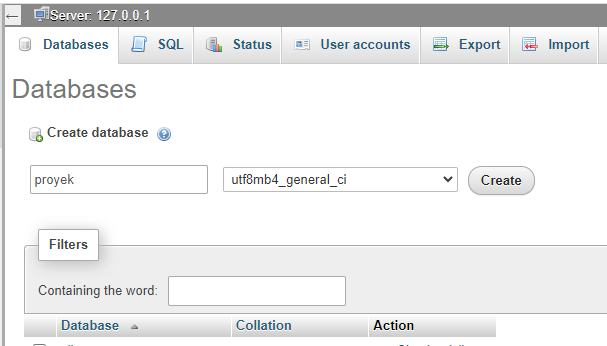 Server: 127.0.0.1
Databases SQL Status User accounts Export Import
Databases
Create database
proyek utf8mb4_general_ci Create
Filters
Containing the word:
Database Collation Action